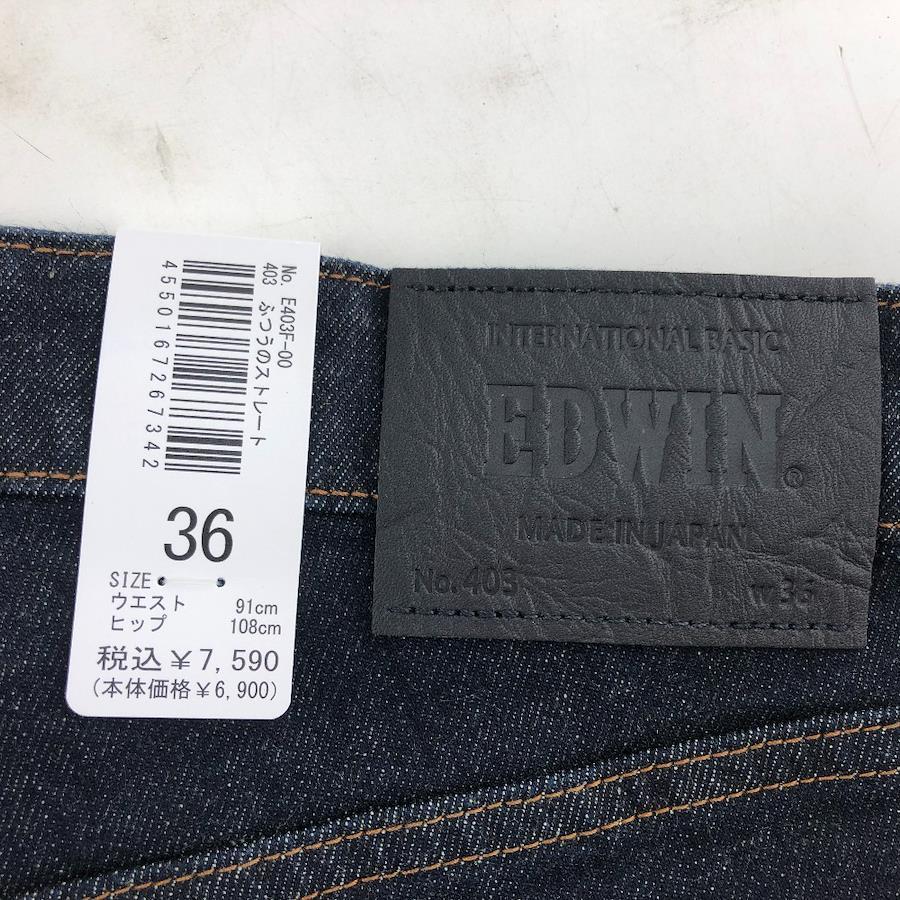 No. E403F-00
403 ふつうのストレート
4550167267342
36
SIZE
ウエスト 91cm
ヒップ 108cm
税込¥7,590
(本体価格¥6,900)
INTERNATIONAL BASIC
EDWIN®
MADE IN JAPAN
No.403 w36